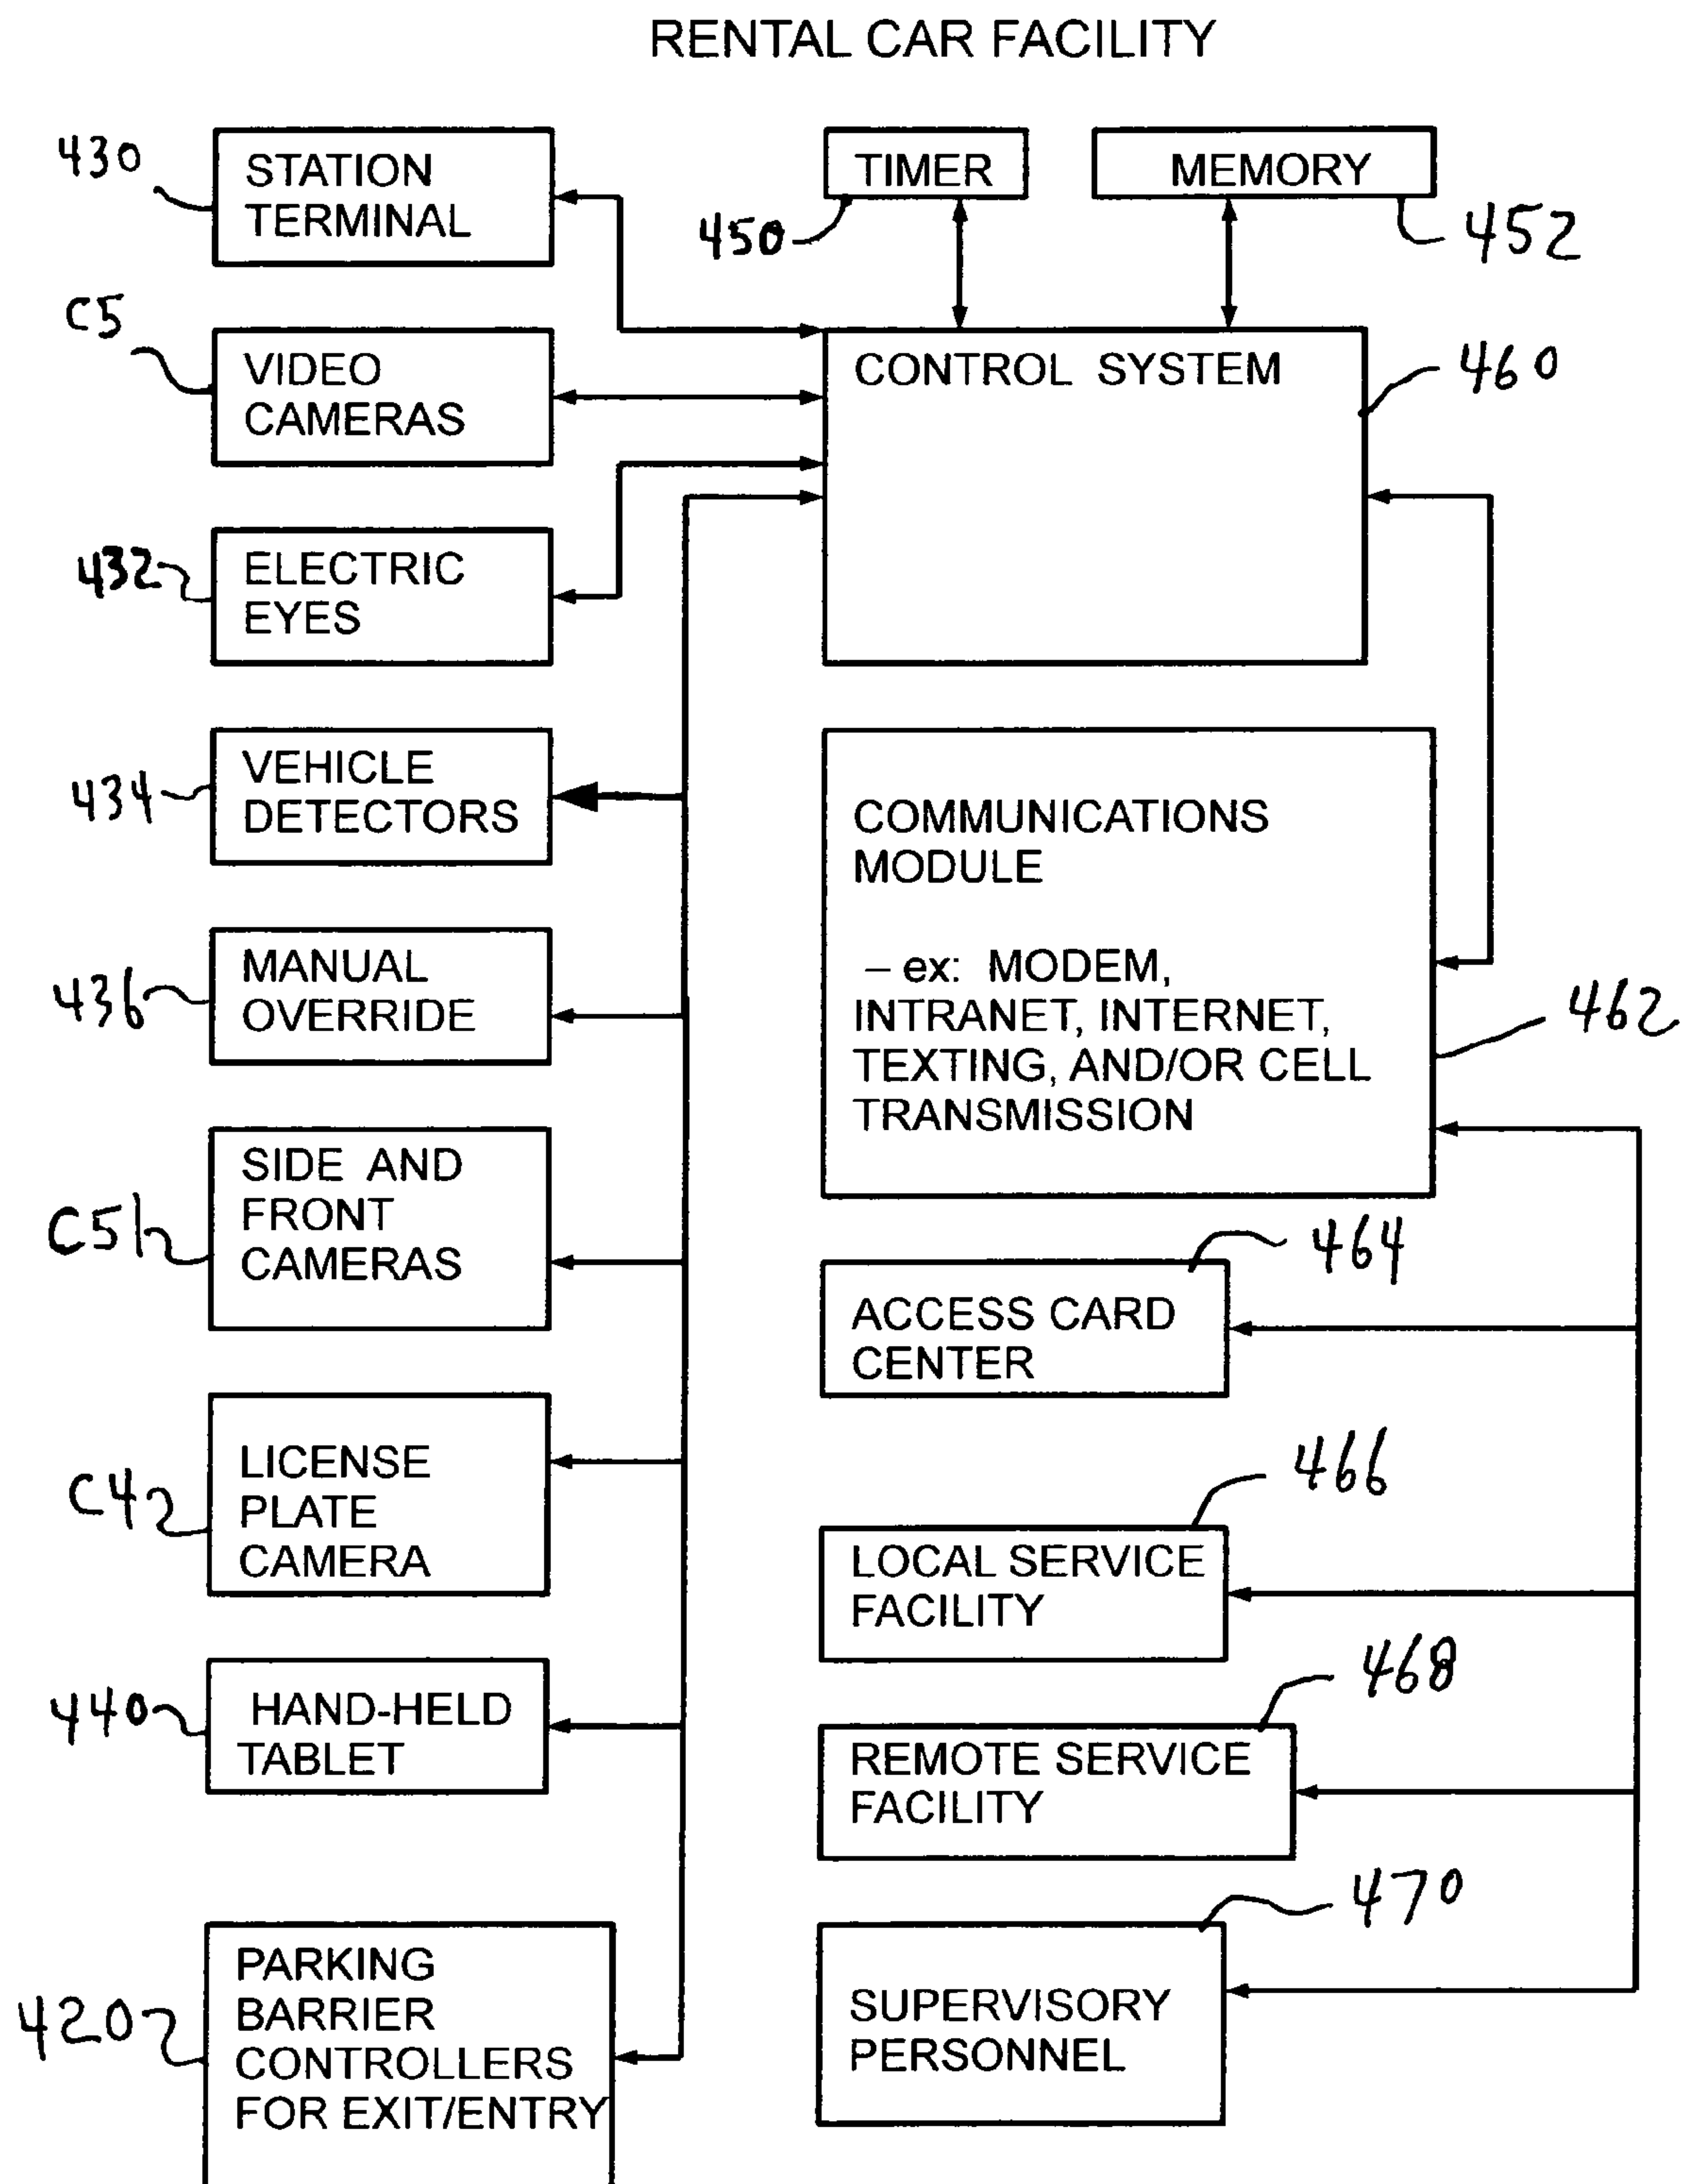 RENTAL CAR FACILITY
430
STATION
TERMINAL
TIMER
450
MEMORY
452
C5
VIDEO
CAMERAS
CONTROL SYSTEM
460
432
ELECTRIC
EYES
434
VEHICLE
DETECTORS
COMMUNICATIONS
MODULE
– ex: MODEM,
INTRANET, INTERNET,
TEXTING, AND/OR CELL
TRANSMISSION
462
436
MANUAL
OVERRIDE
C51
SIDE AND
FRONT
CAMERAS
464
ACCESS CARD
CENTER
C4
LICENSE
PLATE
CAMERA
466
LOCAL SERVICE
FACILITY
440
HAND-HELD
TABLET
468
REMOTE SERVICE
FACILITY
420
PARKING
BARRIER
CONTROLLERS
FOR EXIT/ENTRY
470
SUPERVISORY
PERSONNEL